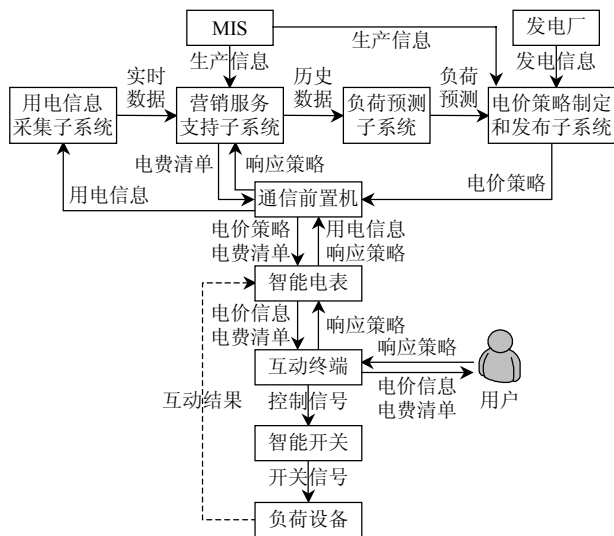 MIS
发电厂
生产信息
生产信息
发电信息
实时
数据
历史
数据
负荷
预测
用电信息
采集子系统
营销服务
支持子系统
负荷预测
子系统
电价策略制定
和发布子系统
电费清单
响应策略
用电信息
电价策略
通信前置机
电价策略
电费清单
用电信息
响应策略
智能电表
电价信息
电费清单
响应策略
响应策略
互动终端
电价信息
电费清单
用户
互动结果
控制信号
智能开关
开关信号
负荷设备